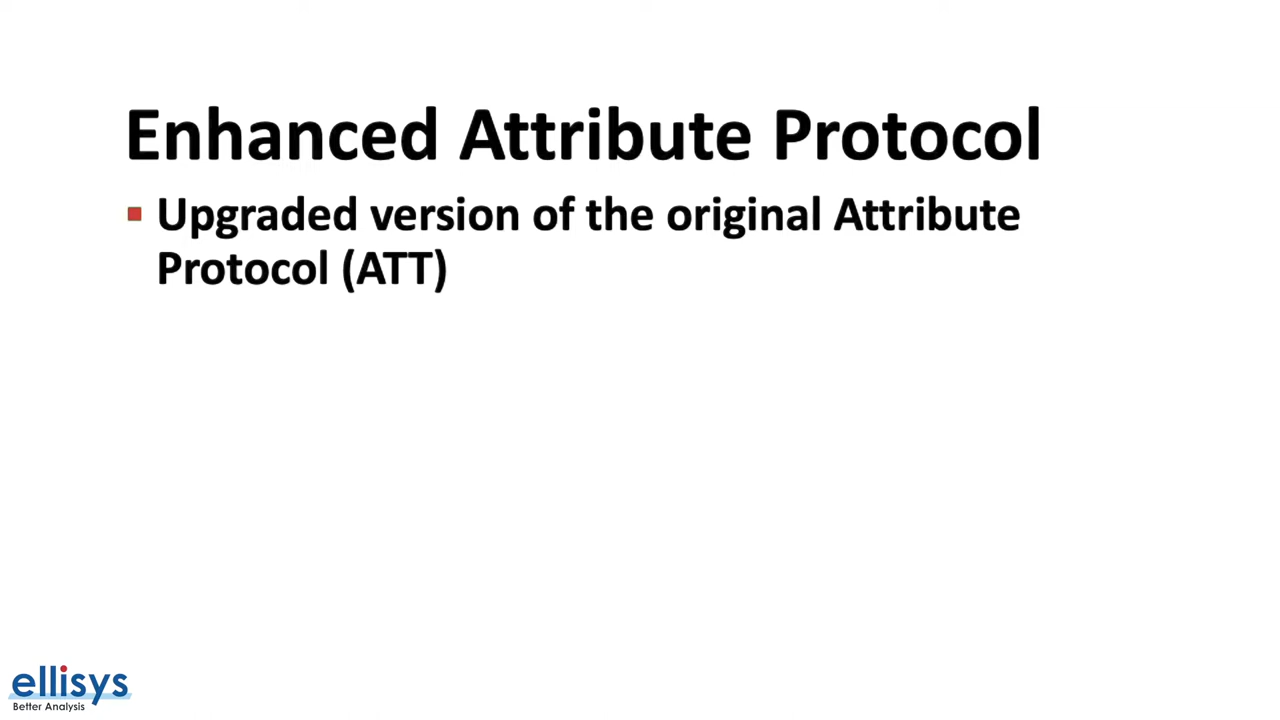 Enhanced Attribute Protocol
Upgraded version of the original Attribute
Protocol (ATT)
ellisys
Better Analysis